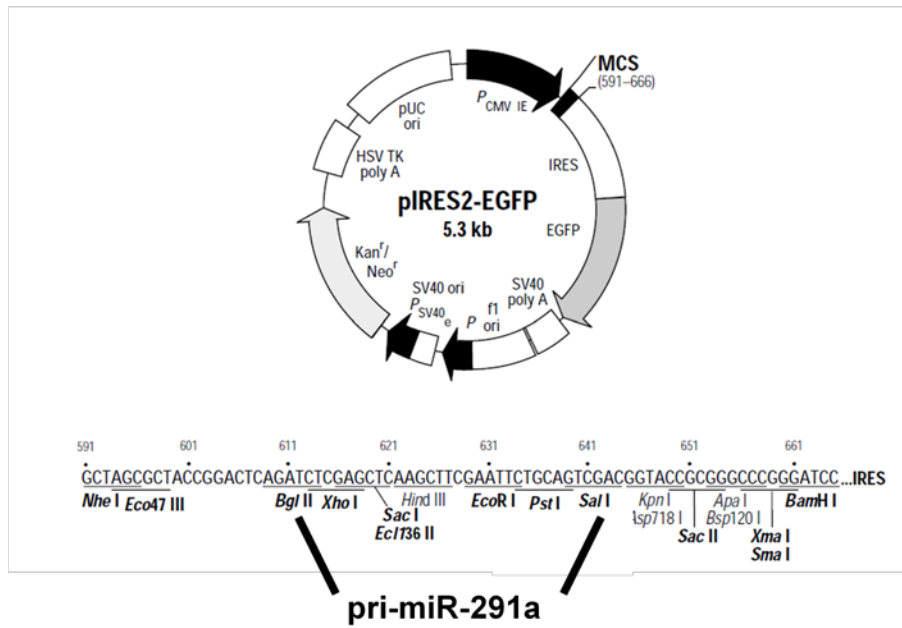 MCS
(591–666)
P CMV IE
pUC
ori
HSV TK
poly A
IRES
pIRES2-EGFP
5.3 kb
EGFP
Kanr/
Neor
SV40 ori
P SV40 e
P
f1
ori
SV40
poly A
591 601 611 621 631 641 651 661
GCTAGCGCTACCGGACTCAGATCTCGAGCTCAAGCTTCGAATTCTGCAGTCGACGGTACCGCGGGCCCGGGATCC...IRES
Nhe I Eco47 III Bgl II Xho I Hind III EcoR I Pst I Sal I Kpn I Apa I BamH I
Sac I Asp718 I Bsp120 I
Ecl136 II Sac II Xma I
Sma I
pri-miR-291a